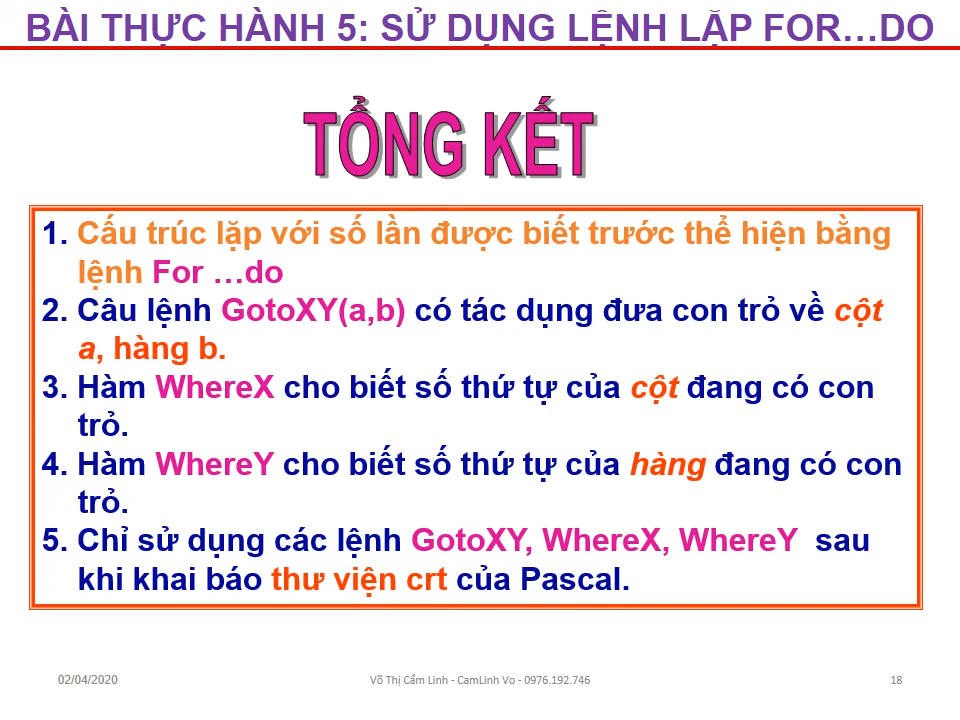 BÀI THỰC HÀNH 5: SỬ DỤNG LỆNH LẶP FOR…DO
TỔNG KẾT
1. Cấu trúc lặp với số lần được biết trước thể hiện bằng
lệnh For …do
2. Câu lệnh GotoXY(a,b) có tác dụng đưa con trỏ về cột
a, hàng b.
3. Hàm WhereX cho biết số thứ tự của cột đang có con
trỏ.
4. Hàm WhereY cho biết số thứ tự của hàng đang có con
trỏ.
5. Chỉ sử dụng các lệnh GotoXY, WhereX, WhereY sau
khi khai báo thư viện crt của Pascal.
02/04/2020 Võ Thị Cẩm Linh - CamLinh Vo - 0976.192.746 18